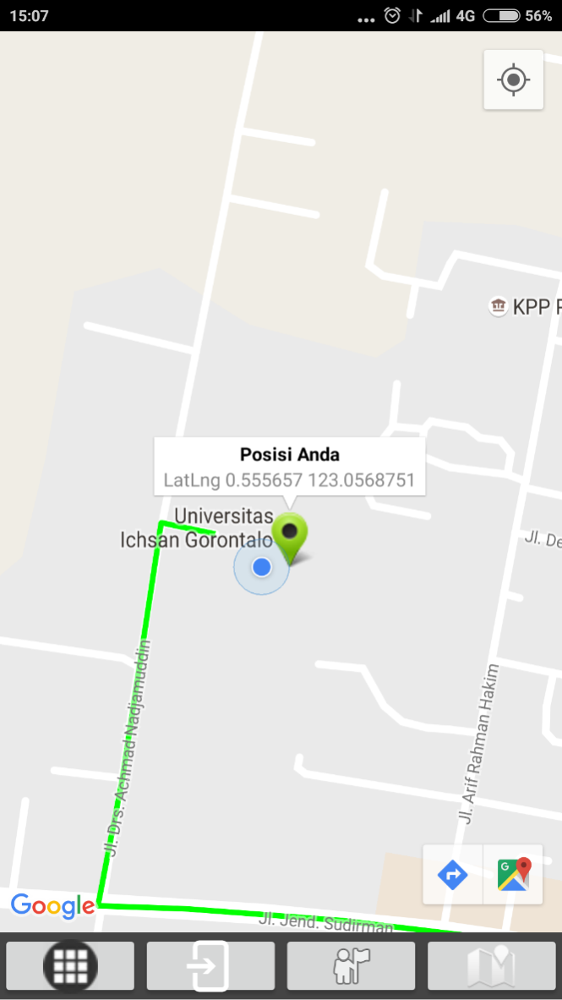 15:07
... 4G 56%
KPP P
Posisi Anda
LatLng 0.555657 123.0568751
Universitas
Ichsan Gorontalo
Jl. De
Jl. Drs. Achmad Nadjamuddin
Jl. Arif Rahman Hakim
G
Google
Jl. Jend. Sudirman